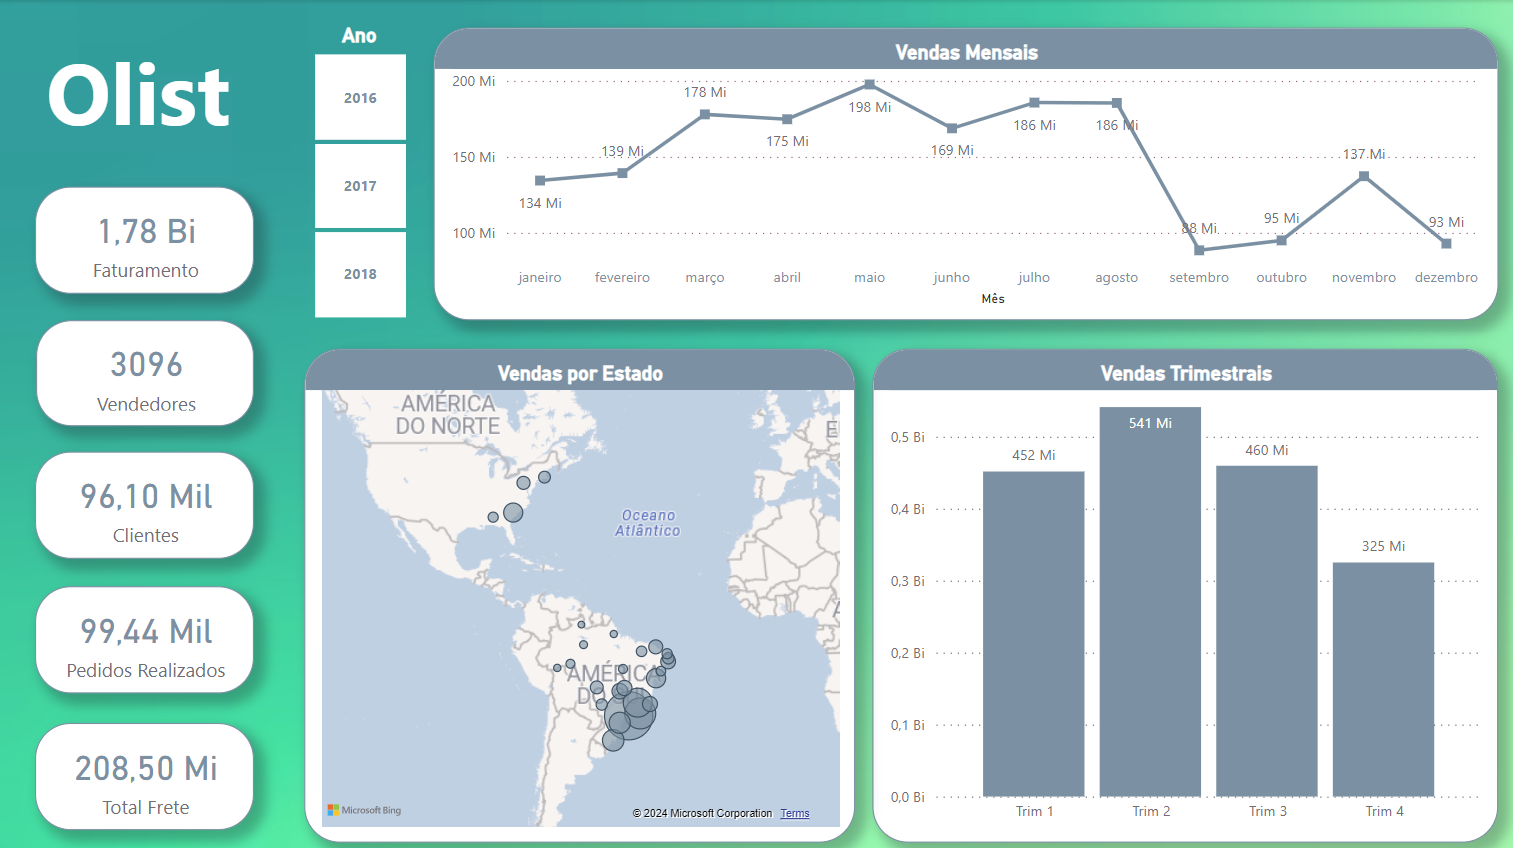 Olist
Ano
2016
2017
2018
1,78 Bi
Faturamento
3096
Vendedores
96,10 Mil
Clientes
99,44 Mil
Pedidos Realizados
208,50 Mi
Total Frete
Vendas Mensais
200 Mi
150 Mi
100 Mi
134 Mi
139 Mi
178 Mi
175 Mi
198 Mi
169 Mi
186 Mi
186 Mi
88 Mi
95 Mi
137 Mi
93 Mi
janeiro fevereiro março abril maio junho julho agosto setembro outubro novembro dezembro
Mês
Vendas por Estado
AMÉRICA
DO NORTE
E
Oceano
Atlântico
A
AMÉRICA
Microsoft Bing
© 2024 Microsoft Corporation Terms
Vendas Trimestrais
0,5 Bi
0,4 Bi
0,3 Bi
0,2 Bi
0,1 Bi
0,0 Bi
452 Mi
541 Mi
460 Mi
325 Mi
Trim 1 Trim 2 Trim 3 Trim 4